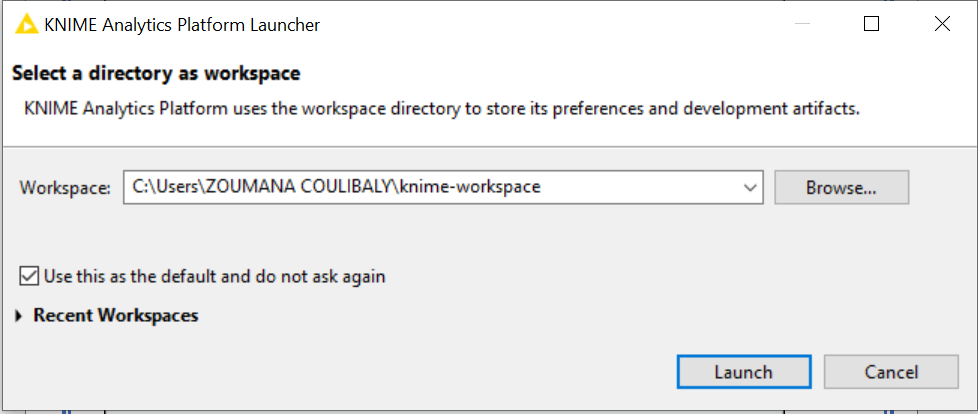 KNIME Analytics Platform Launcher
Select a directory as workspace
KNIME Analytics Platform uses the workspace directory to store its preferences and development artifacts.
Workspace: C:\Users\ZOUMANA COULIBALY\knime-workspace Browse...
Use this as the default and do not ask again
Recent Workspaces
Launch Cancel